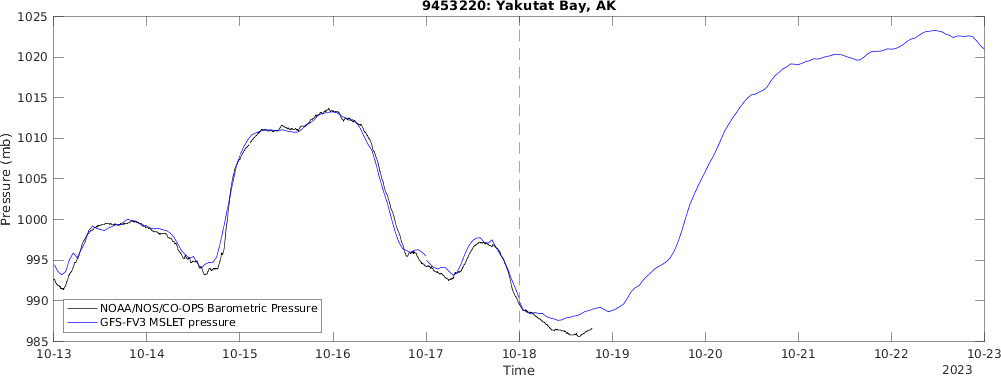 9453220: Yakutat Bay, AK
Pressure (mb)
1025
1020
1015
1010
1005
1000
995
990
985
NOAA/NOS/CO-OPS Barometric Pressure
GFS-FV3 MSLET pressure
10-13 10-14 10-15 10-16 10-17 10-18 10-19 10-20 10-21 10-22 10-23
Time
2023